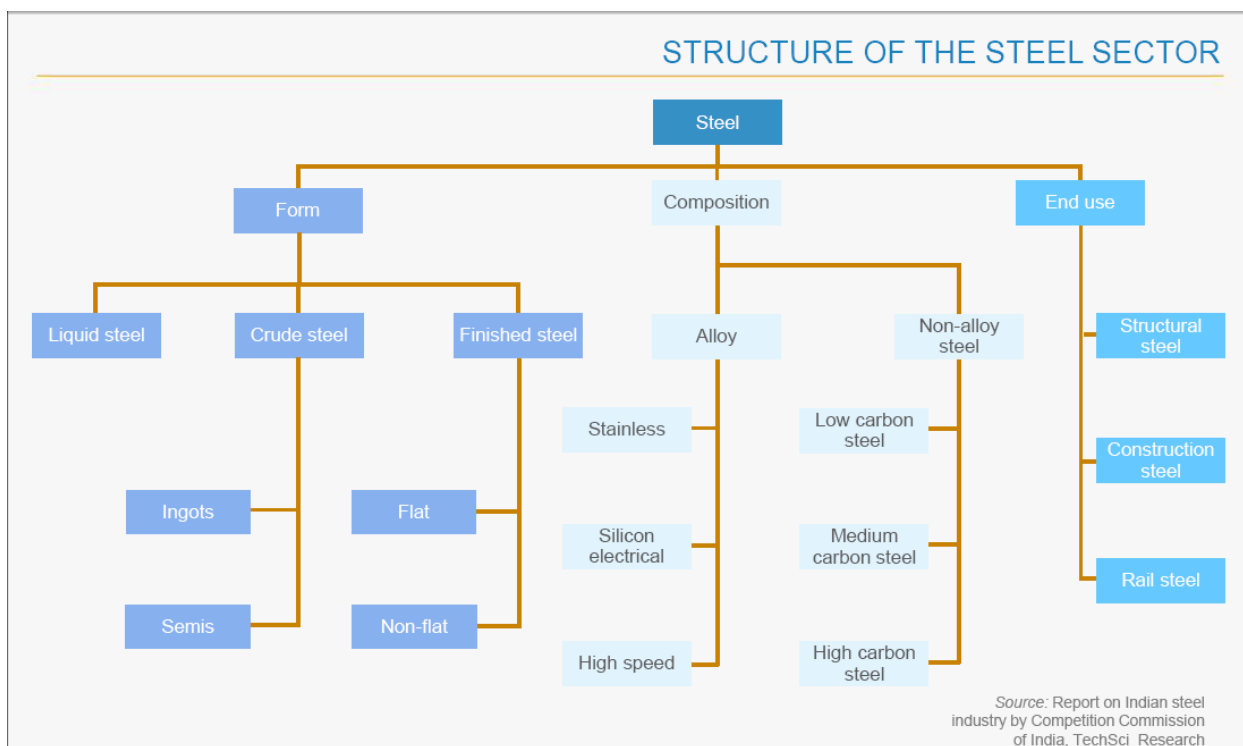 STRUCTURE OF THE STEEL SECTOR
Steel
Form
Composition
End use
Liquid steel
Crude steel
Finished steel
Alloy
Non-alloy
steel
Structural
steel
Stainless
Low carbon
steel
Construction
steel
Ingots
Flat
Silicon
electrical
Medium
carbon steel
Rail steel
Semis
Non-flat
High speed
High carbon
steel
Source: Report on Indian steel
industry by Competition Commission
of India, TechSci Research